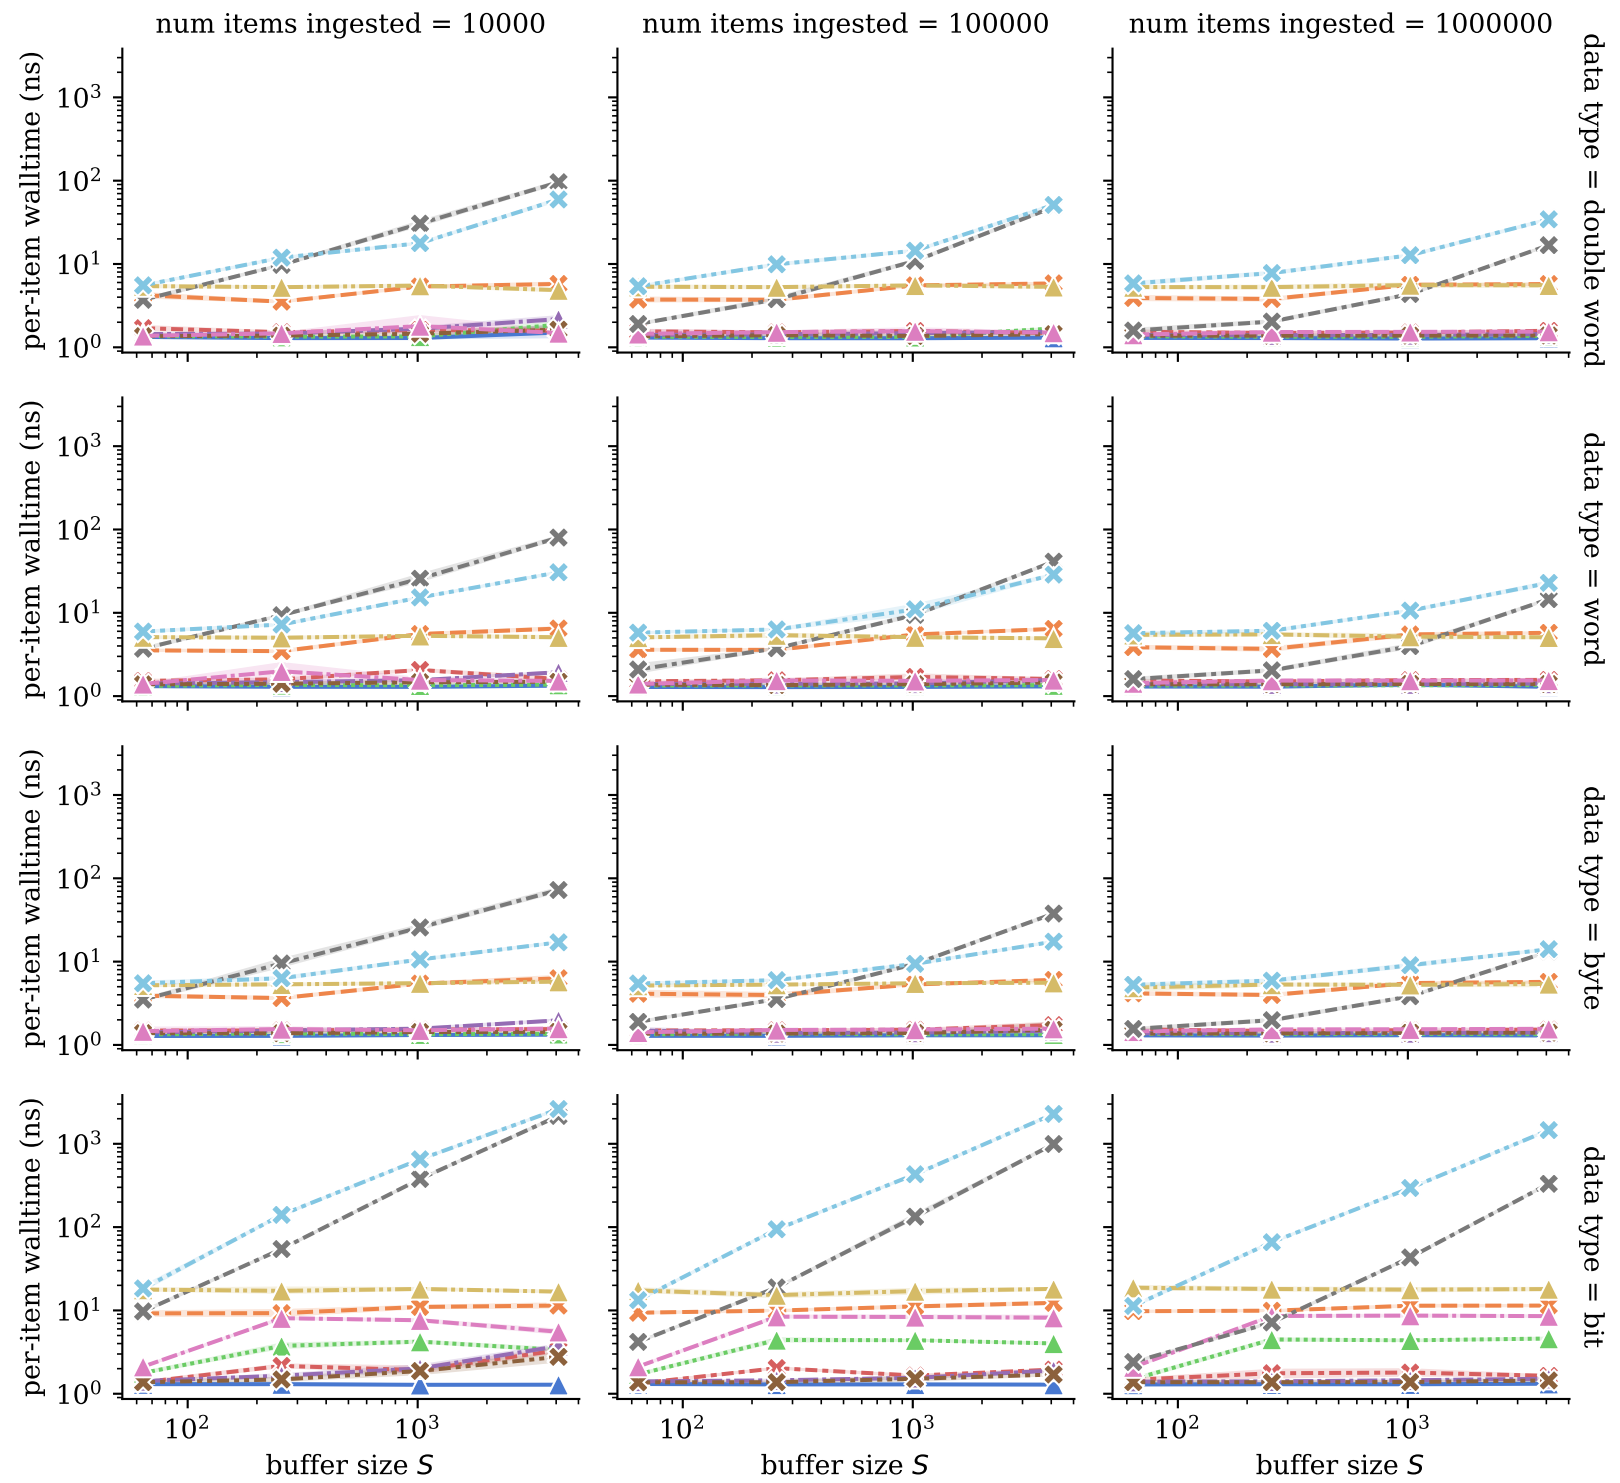 num items ingested = 10000
num items ingested = 100000
num items ingested = 1000000
per-item walltime (ns)
10³
10²
10¹
10⁰
data type = double word
per-item walltime (ns)
10³
10²
10¹
10⁰
data type = word
per-item walltime (ns)
10³
10²
10¹
10⁰
data type = byte
per-item walltime (ns)
10³
10²
10¹
10⁰
data type = bit
10² 10³
10² 10³
10² 10³
buffer size S
buffer size S
buffer size S